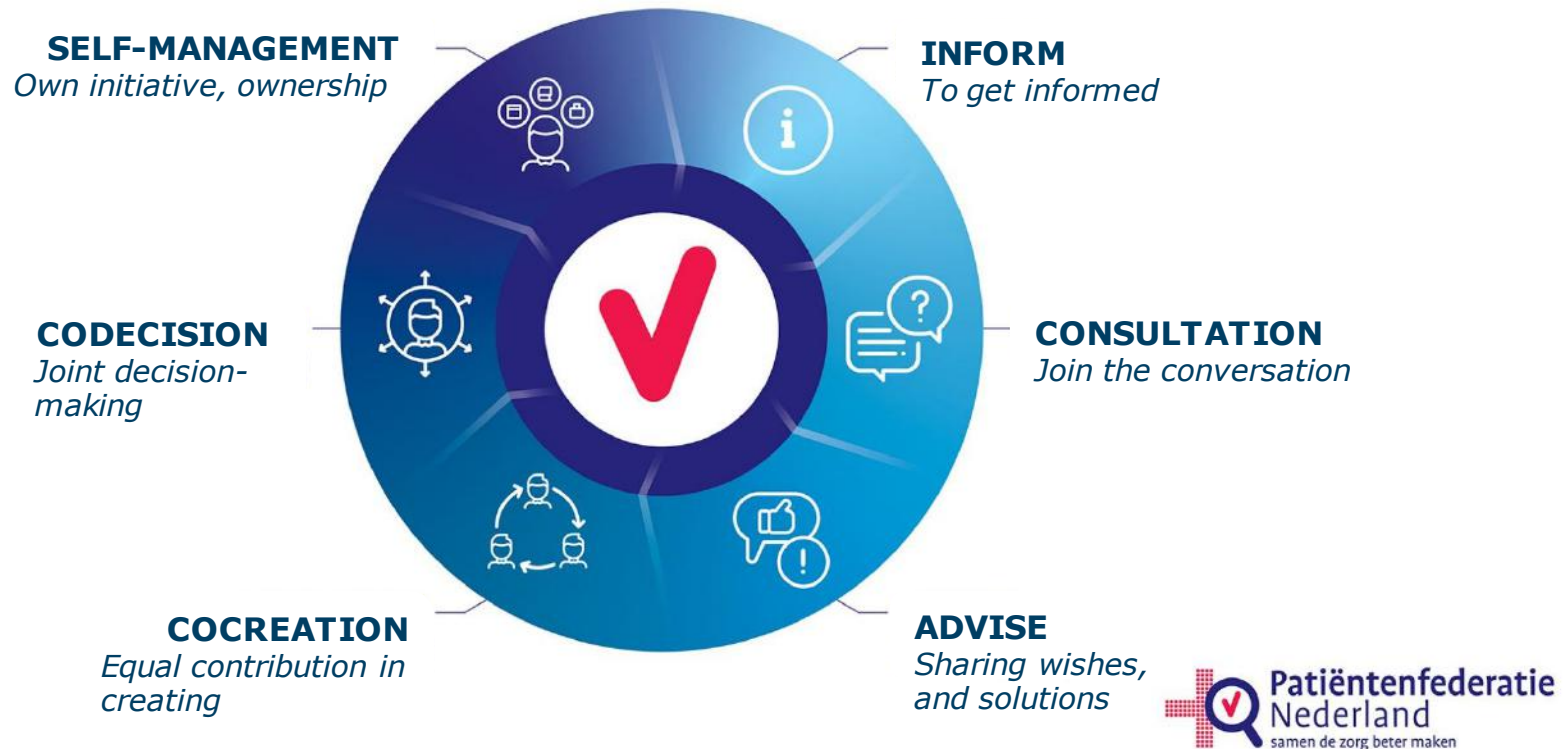 SELF-MANAGEMENT
Own initiative, ownership
INFORM
To get informed
i
?
CODECISION
Joint decision-
making
CONSULTATION
Join the conversation
!
COCREATION
Equal contribution in
creating
ADVISE
Sharing wishes,
and solutions
Patiëntenfederatie
Nederland
samen de zorg beter maken